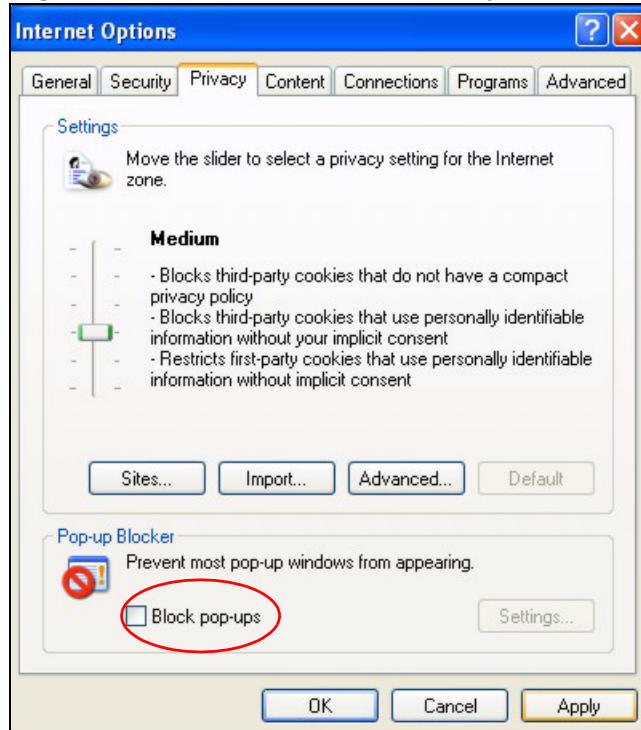 Internet Options
General Security Privacy Content Connections Programs Advanced
Settings
Move the slider to select a privacy setting for the Internet
zone.
Medium
- Blocks third-party cookies that do not have a compact
privacy policy
- Blocks third-party cookies that use personally identifiable
information without your implicit consent
- Restricts first-party cookies that use personally identifiable
information without implicit consent
Sites... Import... Advanced... Default
Pop-up Blocker
Prevent most pop-up windows from appearing.
Block pop-ups Settings...
OK Cancel Apply